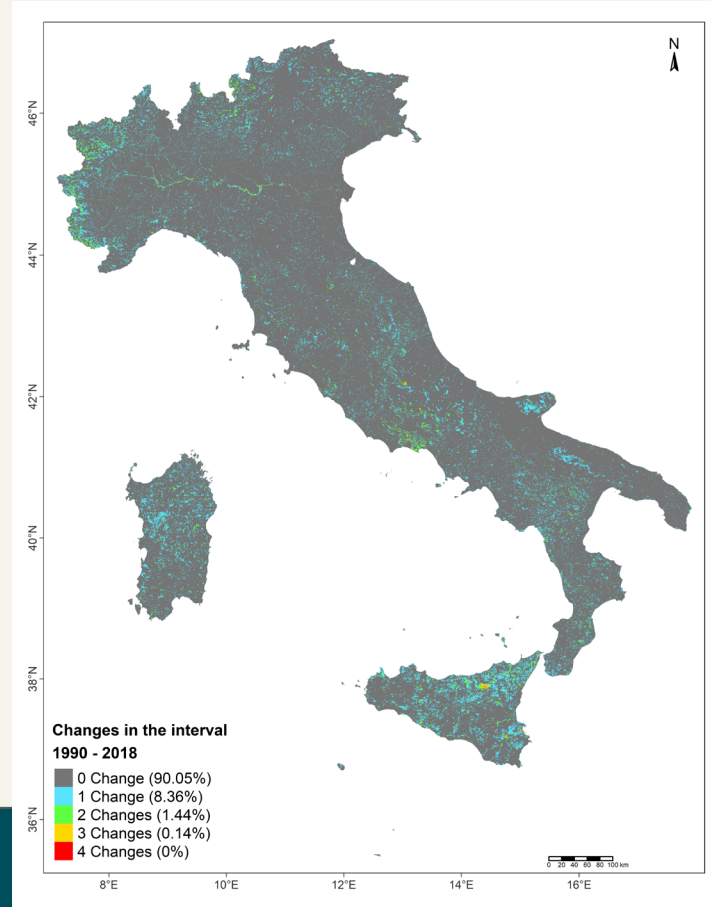 N
46°N
44°N
42°N
40°N
38°N
36°N
Changes in the interval
1990 - 2018
0 Change (90.05%)
1 Change (8.36%)
2 Changes (1.44%)
3 Changes (0.14%)
4 Changes (0%)
0 20 40 60 80 100 km
8°E 10°E 12°E 14°E 16°E